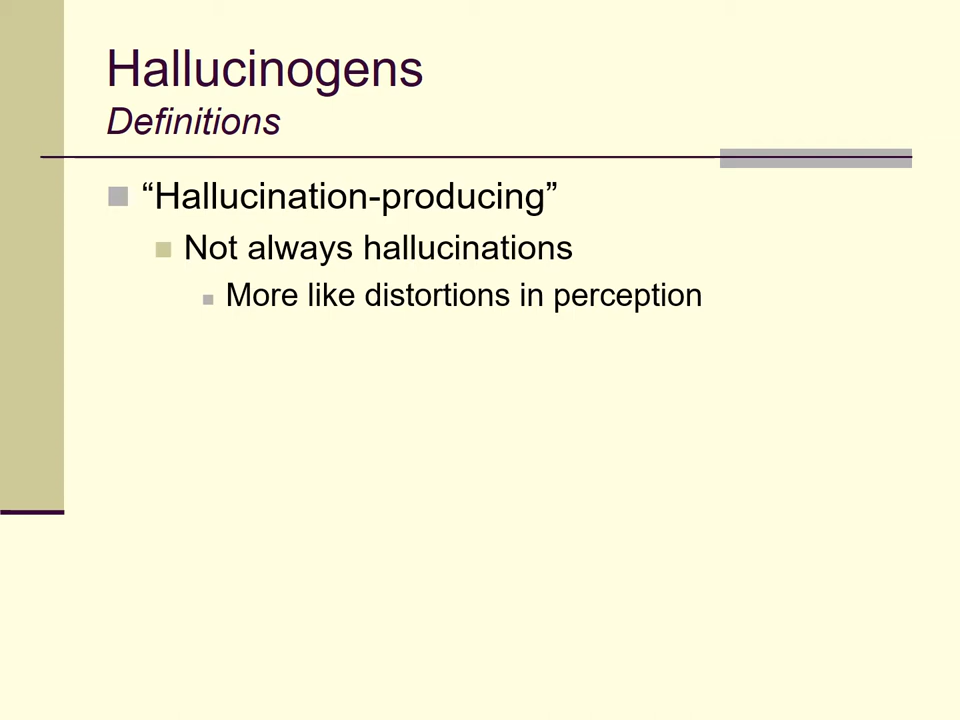 Hallucinogens
Definitions
“Hallucination-producing”
Not always hallucinations
More like distortions in perception